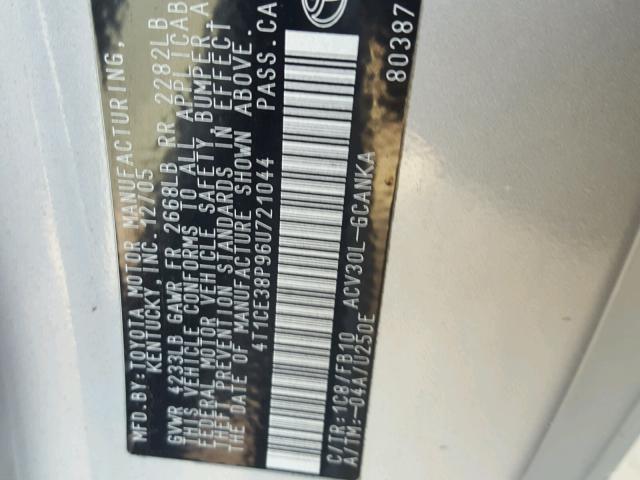 MFD.BY:TOYOTA MOTOR MANUFACTURING,
KENTUCKY, INC. 12/05
GVWR 4233LB GAWR FR 2668LB RR 2282LB
THIS VEHICLE CONFORMS TO ALL APPLICAB
FEDERAL MOTOR VEHICLE SAFETY, BUMPER, A
THEFT PREVENTION STANDARDS IN EFFECT
THE DATE OF MANUFACTURE SHOWN ABOVE.
4T1CE38P96U721044 PASS.CA
C/TR:1C8/FB10 ACV30L-GCANKA
A/TM:-04A/U250E
80387